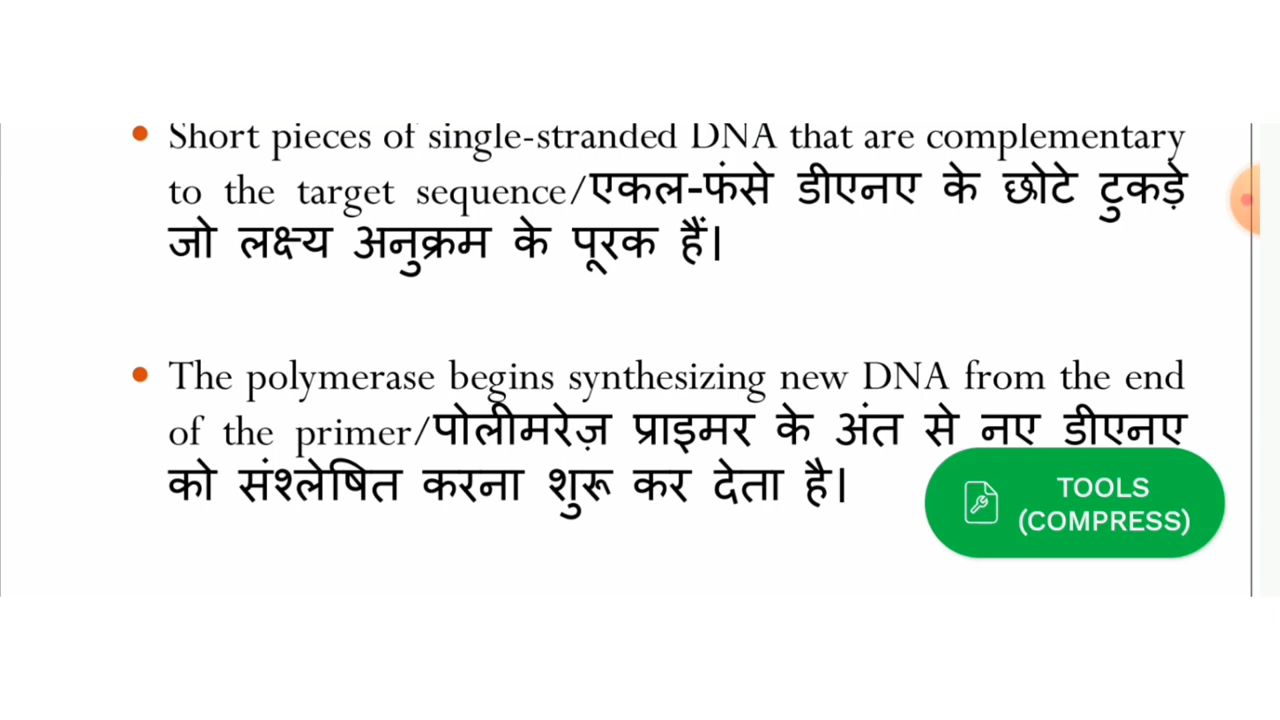 Short pieces of single-stranded DNA that are complementary
to the target sequence/एकल-फंसे डीएनए के छोटे टुकड़े
जो लक्ष्य अनुक्रम के पूरक हैं।
The polymerase begins synthesizing new DNA from the end
of the primer/पोलीमरेज़ प्राइमर के अंत से नए डीएनए
को संश्लेषित करना शुरू कर देता है।
TOOLS
(COMPRESS)